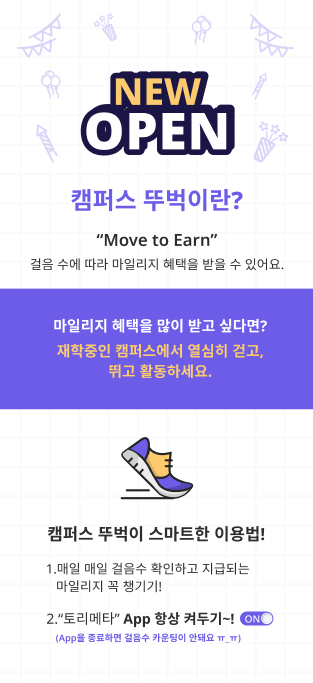 NEW
OPEN
캠퍼스 뚜벅이란?
“Move to Earn”
걸음 수에 따라 마일리지 혜택을 받을 수 있어요.
마일리지 혜택을 많이 받고 싶다면?
재학중인 캠퍼스에서 열심히 걷고,
뛰고 활동하세요.
캠퍼스 뚜벅이 스마트한 이용법!
1.매일 매일 걸음수 확인하고 지급되는
마일리지 꼭 챙기기!
2.“토리메타” App 항상 켜두기~! ON
(App을 종료하면 걸음수 카운팅이 안돼요 ㅠ_ㅠ)